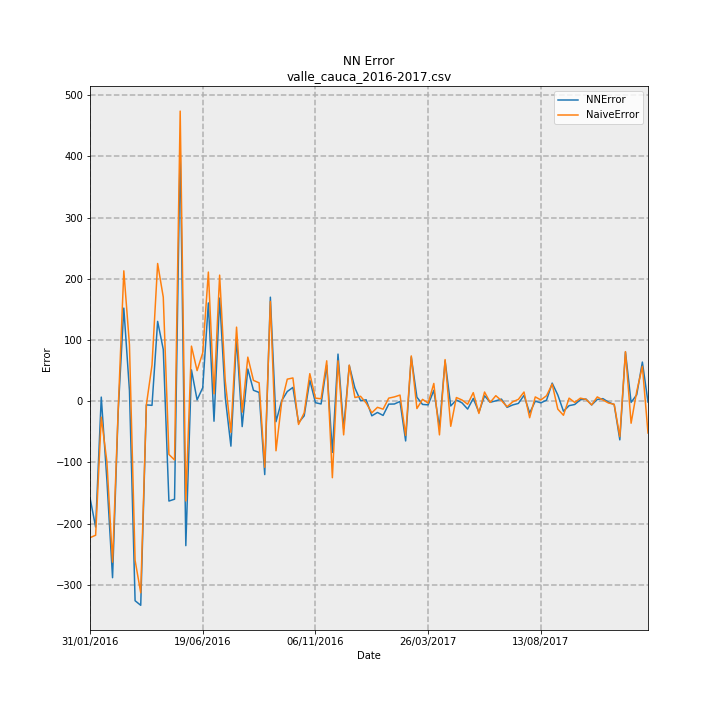 NN Error
valle_cauca_2016-2017.csv
NNError
NaiveError
500
400
300
200
100
0
−100
−200
−300
Error
31/01/2016
19/06/2016
06/11/2016
26/03/2017
13/08/2017
Date